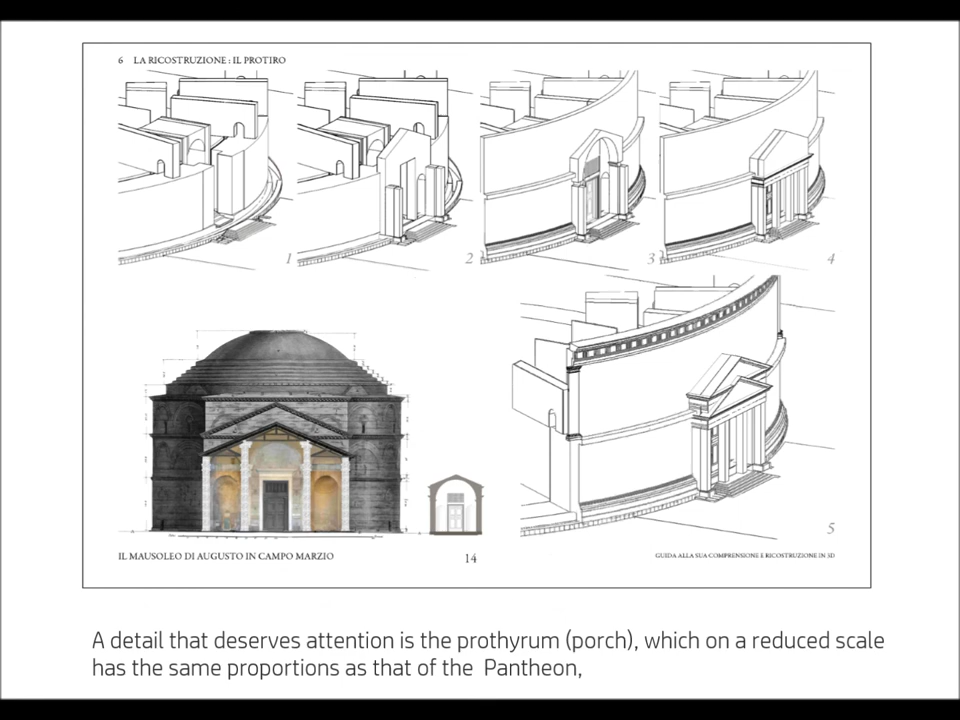 6 LA RICOSTRUZIONE : IL PROTIRO
1
2
3
4
5
IL MAUSOLEO DI AUGUSTO IN CAMPO MARZIO
14
GUIDA ALLA SUA COMPRENSIONE E RICOSTRUZIONE IN 3D
A detail that deserves attention is the prothyrum (porch), which on a reduced scale
has the same proportions as that of the Pantheon,